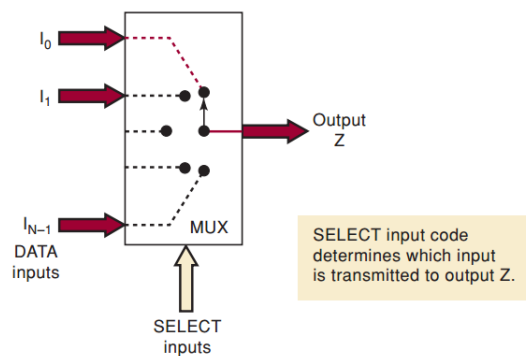 I0
I1
Output
Z
IN–1
DATA
inputs
MUX
SELECT
inputs
SELECT input code
determines which input
is transmitted to output Z.